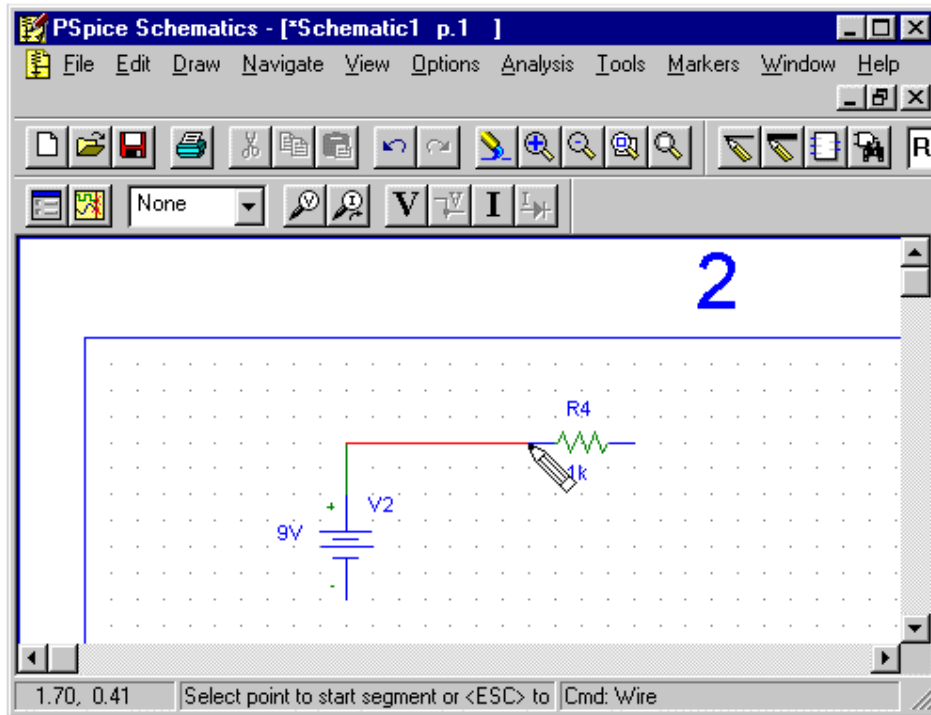 PSpice Schematics - [*Schematic1 p.1 ]
File Edit Draw Navigate View Options Analysis Tools Markers Window Help
R
None V I V V I I
2
R4
1k
+ V2
9V
-
1.70, 0.41 Select point to start segment or <ESC> to Cmd: Wire